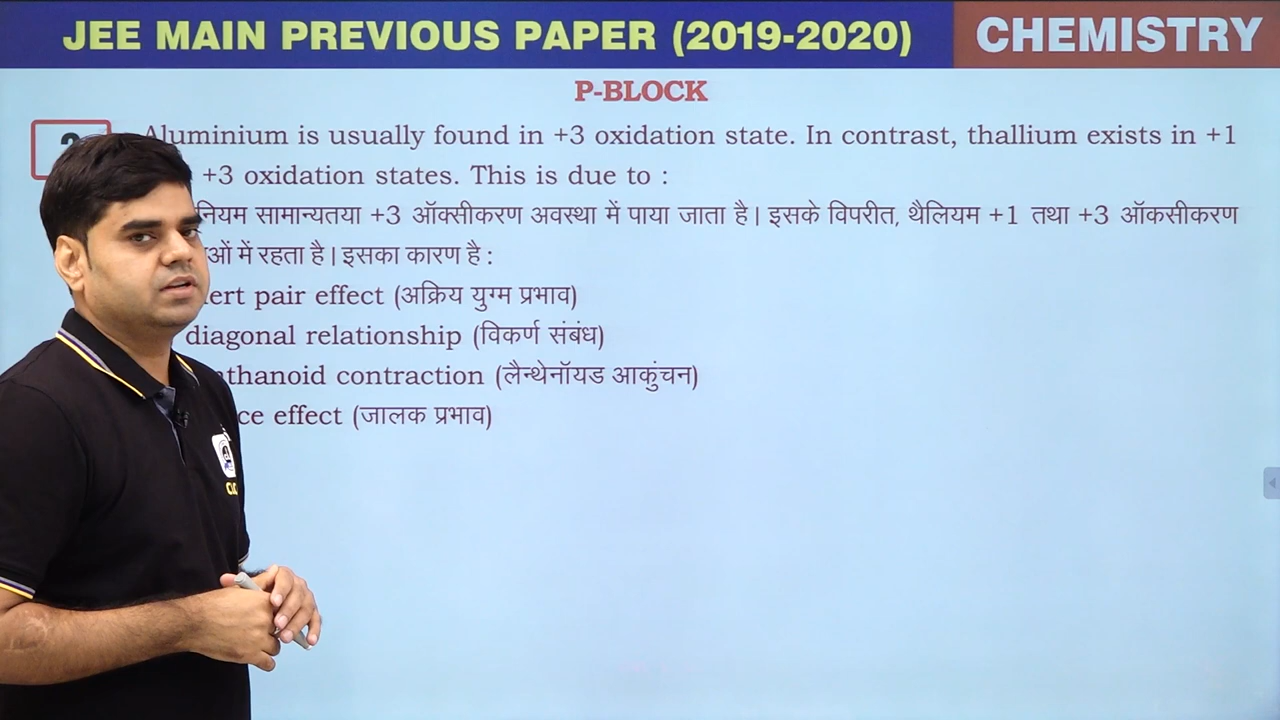 JEE MAIN PREVIOUS PAPER (2019-2020)
CHEMISTRY
P-BLOCK
Aluminium is usually found in +3 oxidation state. In contrast, thallium exists in +1
+3 oxidation states. This is due to :
सामान्यतया +3 ऑक्सीकरण अवस्था में पाया जाता है। इसके विपरीत, थैलियम +1 तथा +3 ऑकसीकरण
में रहता है। इसका कारण है :
pair effect (अक्रिय युग्म प्रभाव)
diagonal relationship (विकर्ण संबंध)
contraction (लैन्थेनॉयड आकुंचन)
effect (जालक प्रभाव)